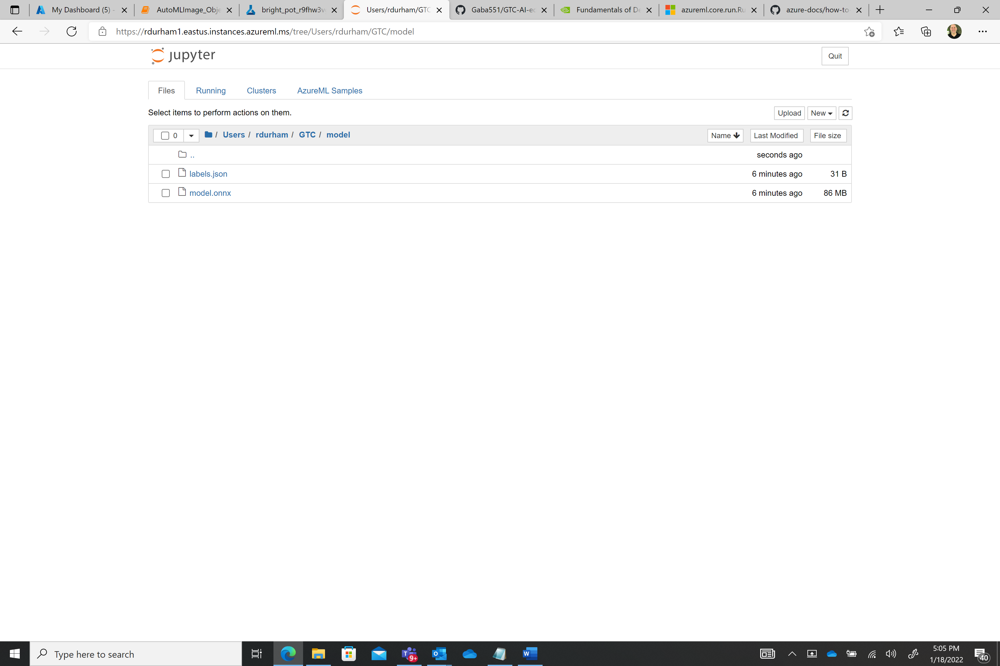 My Dashboard (5) -
AutoMLImage_Obje
bright_pot_r9fhw3v
Users/rdurham/GTC
Gaba551/GTC-AI-ed
Fundamentals of De
azureml.core.run.Ru
azure-docs/how-to-
https://rdurham1.eastus.instances.azureml.ms/tree/Users/rdurham/GTC/model
jupyter
Quit
Files Running Clusters AzureML Samples
Select items to perform actions on them.
Upload New
0 / Users / rdurham / GTC / model Name Last Modified File size
.. seconds ago
labels.json 6 minutes ago 31 B
model.onnx 6 minutes ago 86 MB
Type here to search
9+
5:05 PM
1/18/2022
40